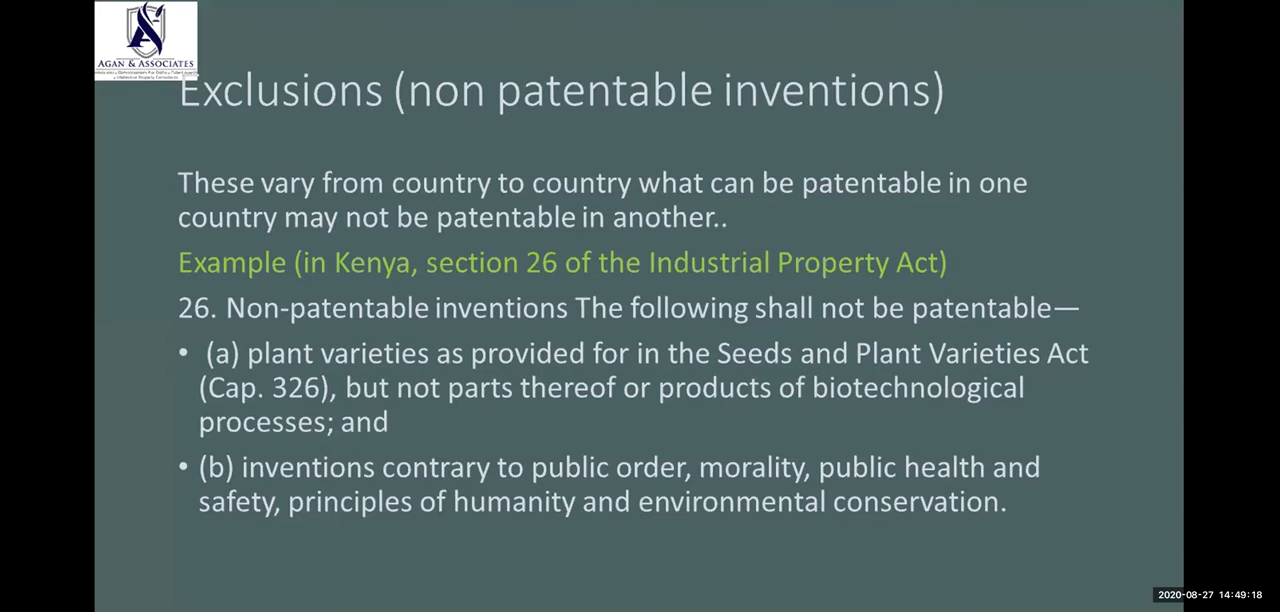 AGAN & ASSOCIATES
Exclusions (non patentable inventions)
These vary from country to country what can be patentable in one
country may not be patentable in another..
Example (in Kenya, section 26 of the Industrial Property Act)
26. Non-patentable inventions The following shall not be patentable—
• (a) plant varieties as provided for in the Seeds and Plant Varieties Act
(Cap. 326), but not parts thereof or products of biotechnological
processes; and
• (b) inventions contrary to public order, morality, public health and
safety, principles of humanity and environmental conservation.
2020-08-27 14:49:18